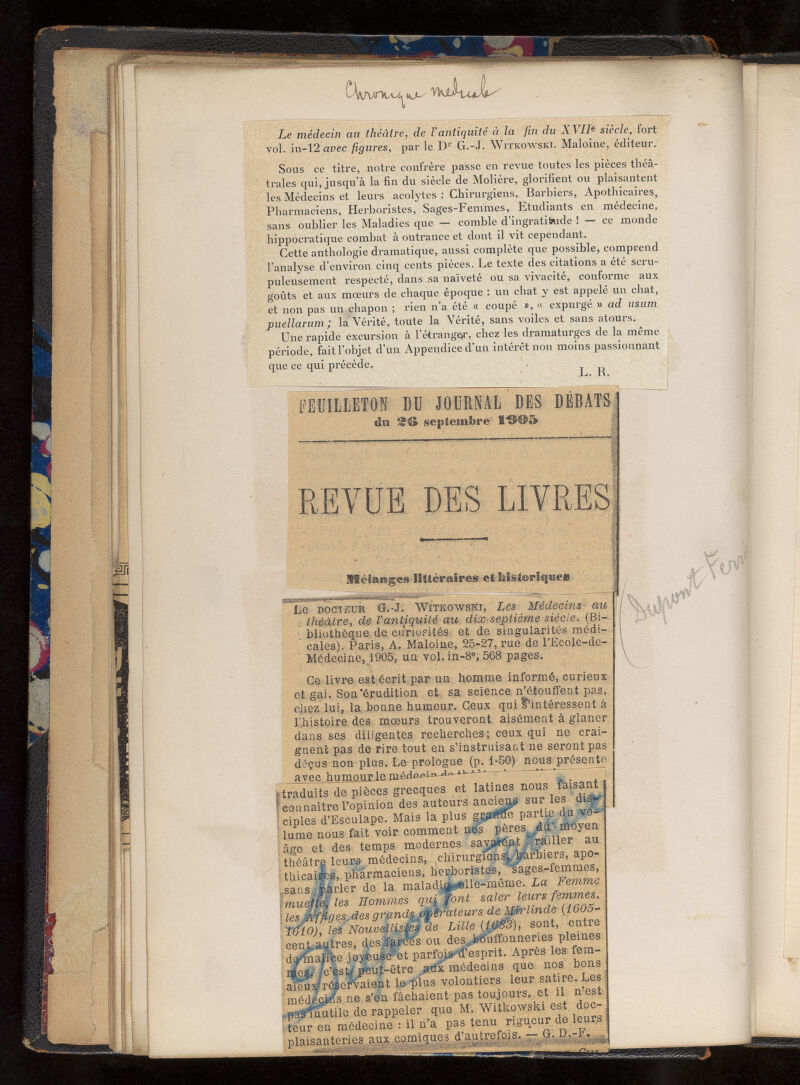 Chronique medicale
Le médecin au théâtre, de l'antiquité à la fin du XVIIe siècle, fort
vol. in-12 avec figures, par le Dr G.-J. WITKOWSKI. Maloine, éditeur.
Sous ce titre, notre confrère passe en revue toutes les pièces théâ-
trales qui, jusqu'à la fin du siècle de Molière, glorifient ou plaisantent
les Médecins et leurs acolytes : Chirurgiens, Barbiers, Apothicaires,
Pharmaciens, Herboristes, Sages-Femmes, Etudiants en médecine,
sans oublier les Maladies que — comble d'ingratitude ! — ce monde
hippocratique combat à outrance et dont il vit cependant.
Cette anthologie dramatique, aussi complète que possible, comprend
l'analyse d'environ cinq cents pièces. Le texte des citations a été scru-
puleusement respecté, dans sa naïveté ou sa vivacité, conforme aux
goûts et aux mœurs de chaque époque : un chat y est appelé un chat,
et non pas un chapon ; rien n'a été « coupé », « expurgé » ad usum
puellarum ; la Vérité, toute la Vérité, sans voiles et sans atours.
Une rapide excursion à l'étranger, chez les dramaturges de la même
période, fait l'objet d'un Appendice d'un intérêt non moins passionnant
que ce qui précède.
L. R.
FEUILLETON DU JOURNAL DES DÉBATS
du 26 septembre 1905
REVUE DES LIVRES
Mélanges littéraires et historiques
Dupont Ferr
LE DOCTEUR G.-J. WITKOWSKI, Les Médecins au
théâtre, de l'antiquité au dix-septième siècle. (Bi-
bliothèque de curiosités et de singularités médi-
cales). Paris, A. Maloine, 25-27, rue de l'Ecole-de-
Médecine, 1905, un vol. in-8°, 568 pages.
Ce livre est écrit par un homme informé, curieux
et gai. Son érudition et sa science n'étouffent pas,
chez lui, la bonne humeur. Ceux qui s'intéressent à
l'histoire des mœurs trouveront aisément à glaner
dans ses diligentes recherches; ceux qui ne crai-
gnent pas de rire tout en s'instruisant ne seront pas
déçus non plus. Le prologue (p. 1-50) nous présente
avec humour le médecin
traduits de pièces grecques et latines nous faisant
connaître l'opinion des auteurs anciens sur les dis-
ciples d'Esculape. Mais la plus grande partie du vo-
lume nous fait voir comment nos pères du moyen
âge et des temps modernes savaient railler au
théâtre leurs médecins, chirurgiens, barbiers, apo-
thicaires, pharmaciens, herboristes, sages-femmes,
sans parler de la maladie elle-même. La Femme
muette, les Hommes qui font saler leurs femmes,
les Affiges des grands opérateurs de Mirlinde (1605-
1610), les Nouvellistes de Lille (1683), sont, entre
cent autres, des farces ou des bouffonneries pleines
de malice joyeuse et parfois d'esprit. Après les fem-
mes, c'est peut-être aux médecins que nos bons
aïeux réservaient le plus volontiers leur satire. Les
médecins ne s'en fâchaient pas toujours, et il n'est
pas inutile de rappeler que M. Witkowski est doc-
teur en médecine : il n'a pas tenu rigueur de leurs
plaisanteries aux comiques d'autrefois. — G. D.-F.